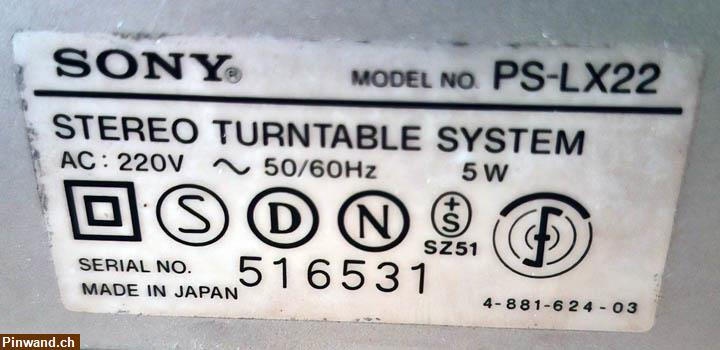 SONY® MODEL NO. PS-LX22
STEREO TURNTABLE SYSTEM
AC: 220V ~ 50/60Hz 5W
S D N +S F
SZ51
SERIAL NO. 516531
MADE IN JAPAN 4-881-624-03
Pinwand.ch